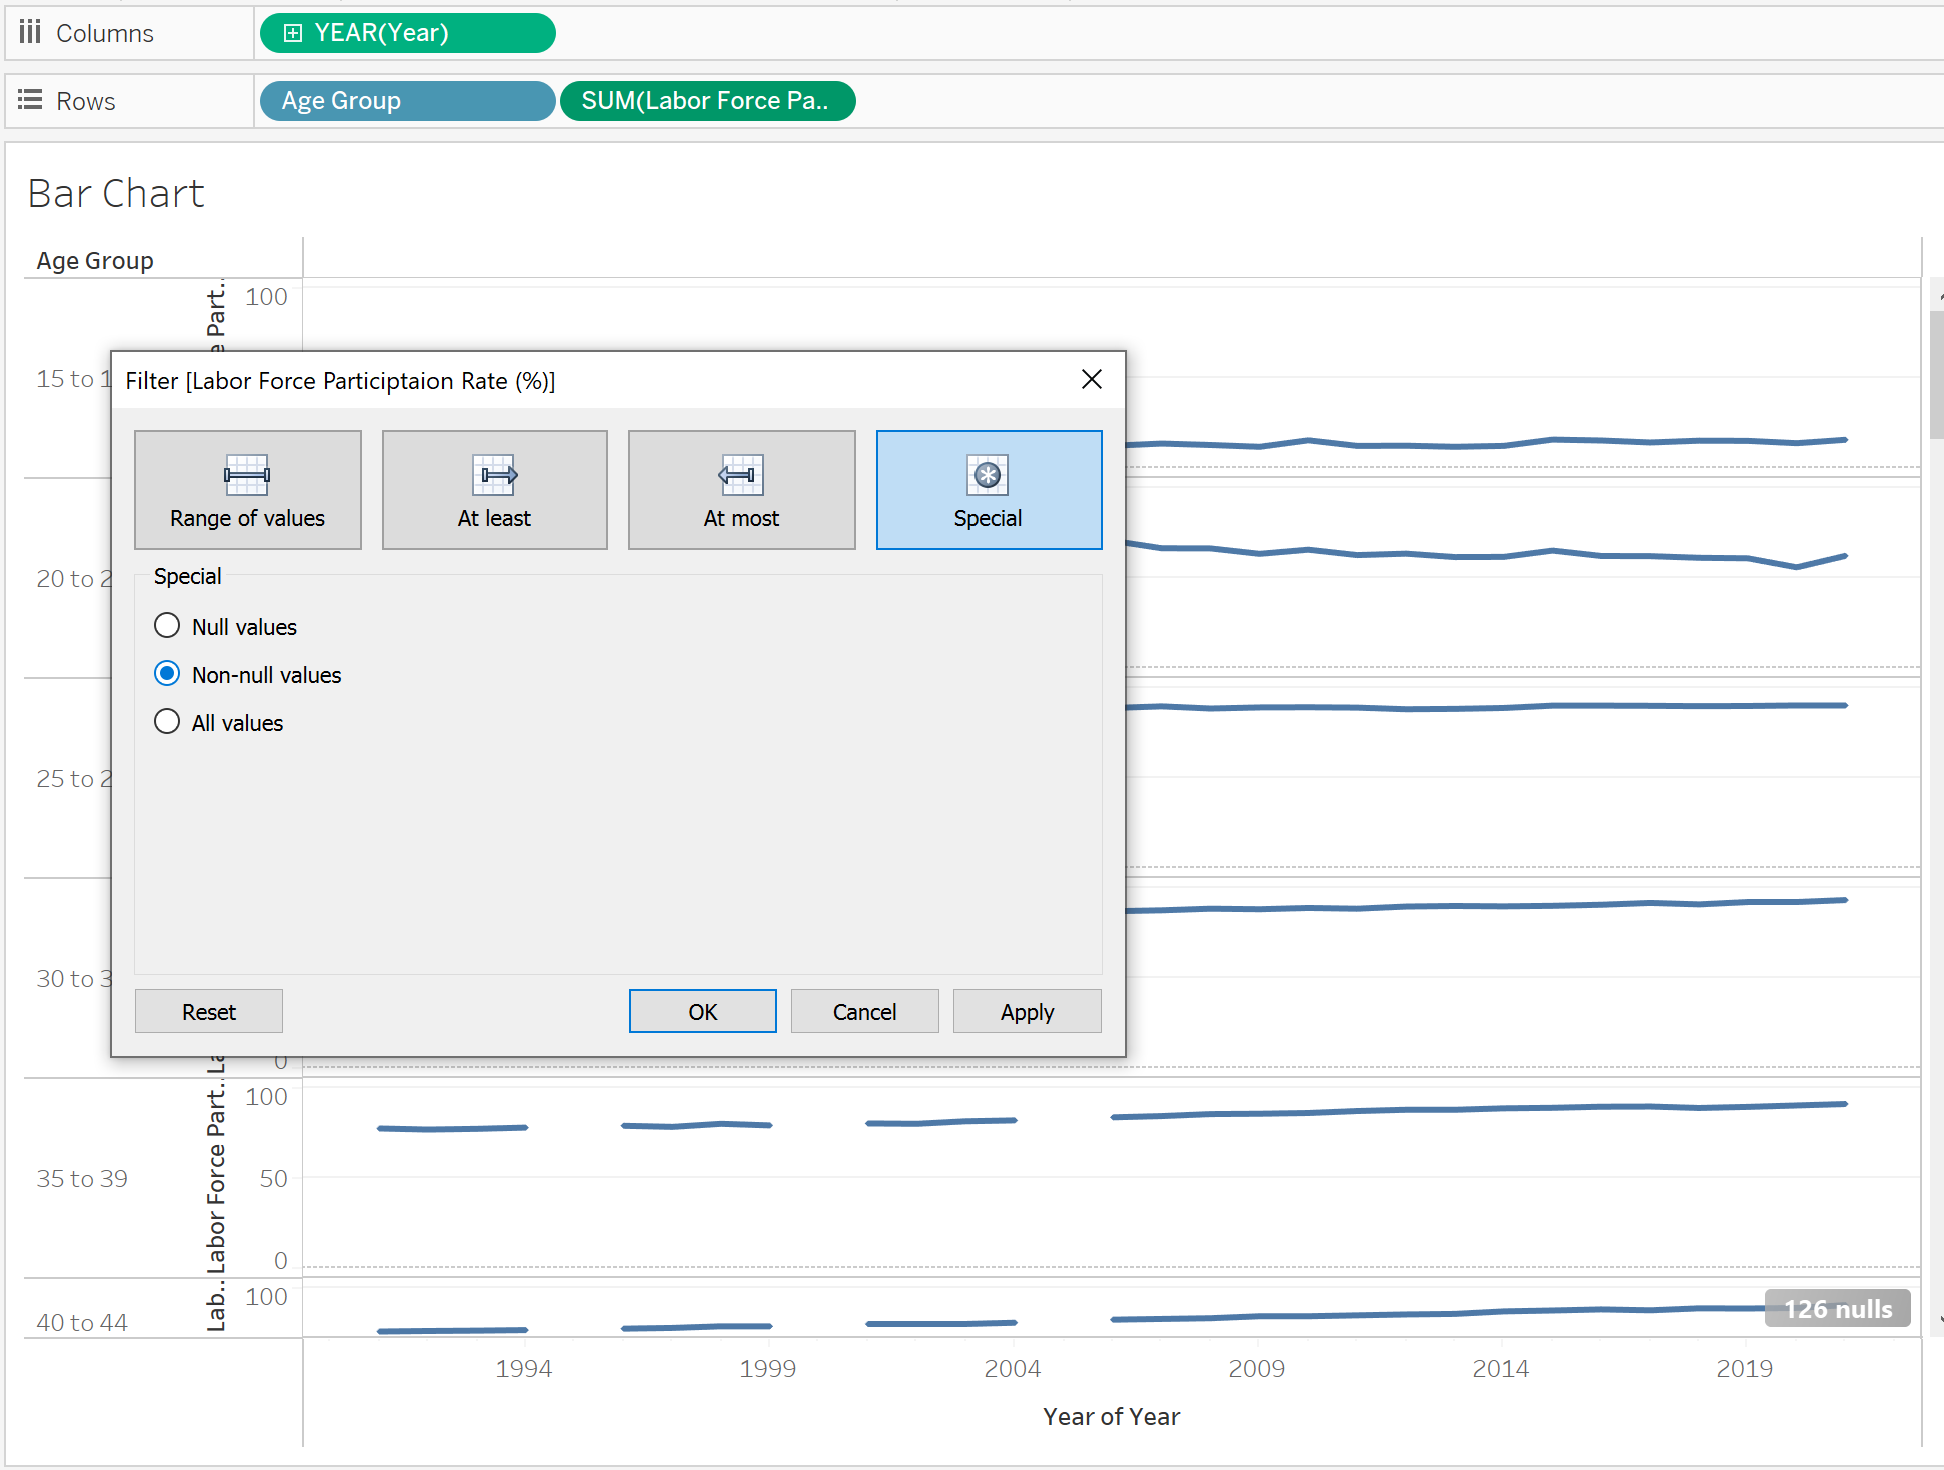 Columns
YEAR(Year)
Rows
Age Group
SUM(Labor Force Pa..
Bar Chart
Age Group
100
e Part..
15 to 1
Filter [Labor Force Participtaion Rate (%)]
Range of values
At least
At most
Special
Special
Null values
Non-null values
All values
20 to 2
25 to 2
30 to 3
Reset
OK
Cancel
Apply
La
0
Labor Force Part..
100
35 to 39
50
0
Lab..
100
40 to 44
126 nulls
1994
1999
2004
2009
2014
2019
Year of Year